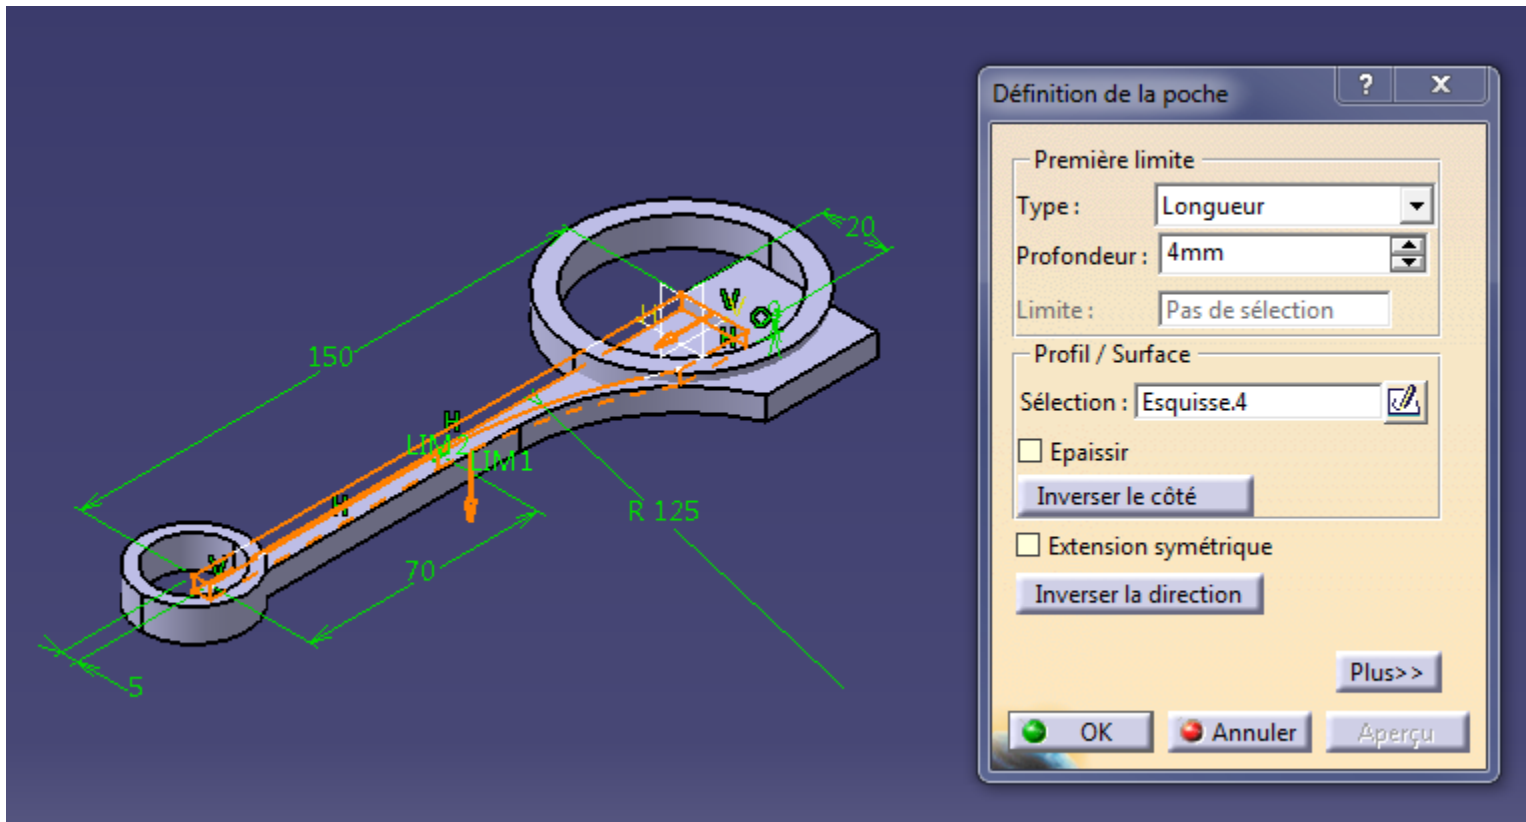 Définition de la poche
?
X
Première limite
Type :
Longueur
Profondeur :
4mm
Limite :
Pas de sélection
Profil / Surface
Sélection :
Esquisse.4
Epaissir
Inverser le côté
Extension symétrique
Inverser la direction
Plus>>
OK
Annuler
Aperçu
20
V
H
150
H
LIM2
LIM1
H
R 125
V
70
5